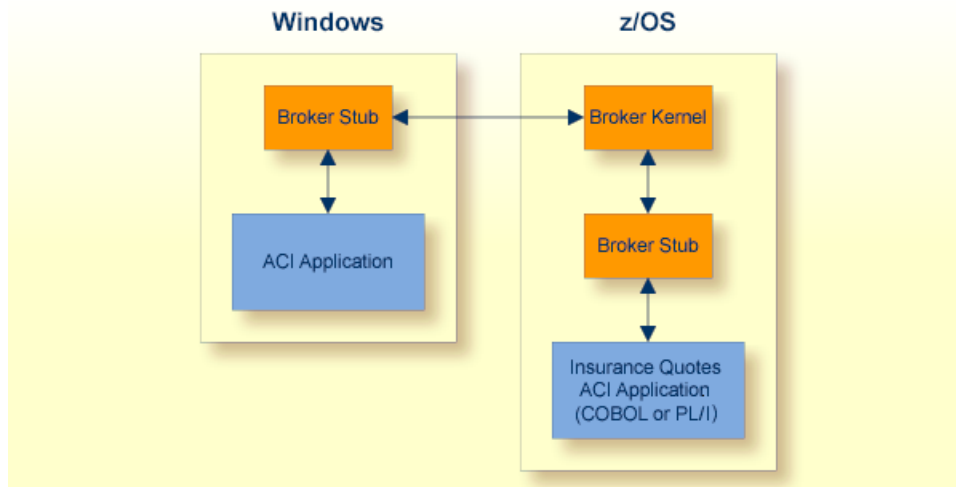 Windows
z/OS
Broker Stub
Broker Kernel
ACI Application
Broker Stub
Insurance Quotes
ACI Application
(COBOL or PL/I)